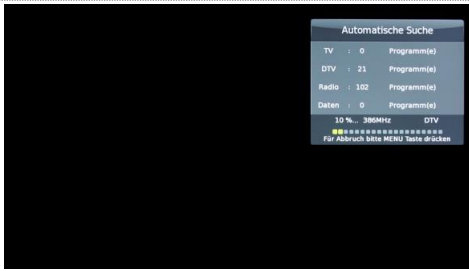 Automatische Suche
TV : 0 Programm(e)
DTV : 21 Programm(e)
Radio : 102 Programm(e)
Daten : 0 Programm(e)
10 %... 386MHz DTV
Für Abbruch bitte MENU Taste drücken